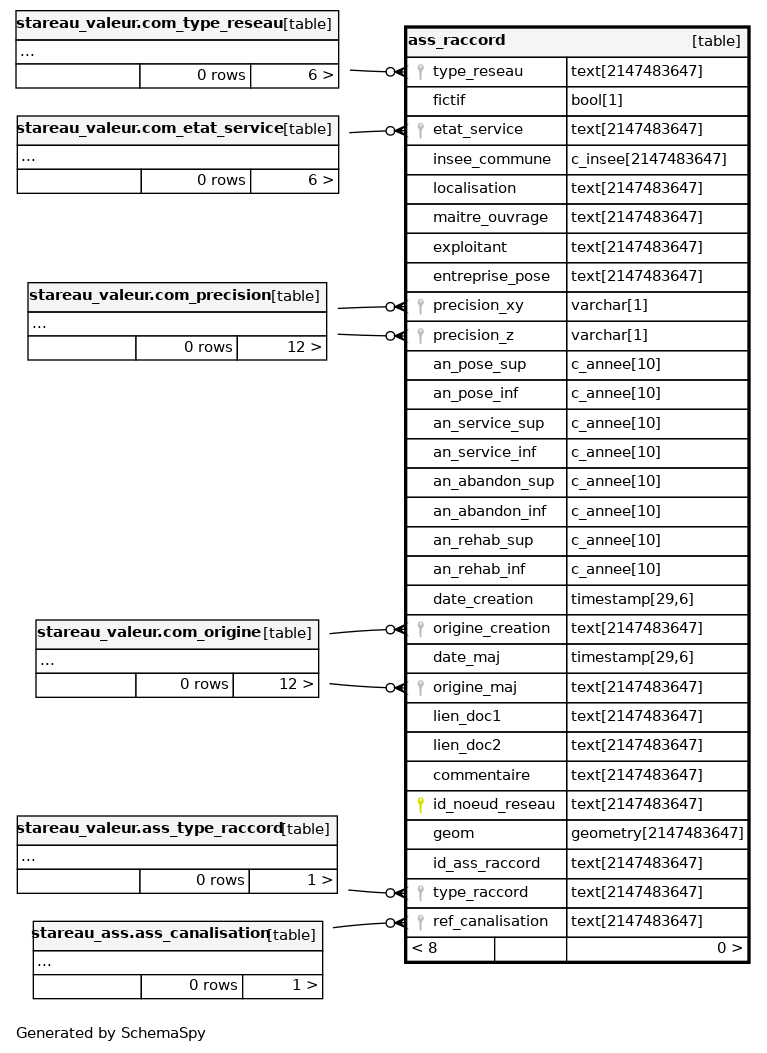 stareau_valeur.com_type_reseau [table]
...
0 rows 6 >
stareau_valeur.com_etat_service [table]
...
0 rows 6 >
stareau_valeur.com_precision [table]
...
0 rows 12 >
stareau_valeur.com_origine [table]
...
0 rows 12 >
stareau_valeur.ass_type_raccord [table]
...
0 rows 1 >
stareau_ass.ass_canalisation [table]
...
0 rows 1 >
ass_raccord [table]
type_reseau text[2147483647]
fictif bool[1]
etat_service text[2147483647]
insee_commune c_insee[2147483647]
localisation text[2147483647]
maitre_ouvrage text[2147483647]
exploitant text[2147483647]
entreprise_pose text[2147483647]
precision_xy varchar[1]
precision_z varchar[1]
an_pose_sup c_annee[10]
an_pose_inf c_annee[10]
an_service_sup c_annee[10]
an_service_inf c_annee[10]
an_abandon_sup c_annee[10]
an_abandon_inf c_annee[10]
an_rehab_sup c_annee[10]
an_rehab_inf c_annee[10]
date_creation timestamp[29,6]
origine_creation text[2147483647]
date_maj timestamp[29,6]
origine_maj text[2147483647]
lien_doc1 text[2147483647]
lien_doc2 text[2147483647]
commentaire text[2147483647]
id_noeud_reseau text[2147483647]
geom geometry[2147483647]
id_ass_raccord text[2147483647]
type_raccord text[2147483647]
ref_canalisation text[2147483647]
< 8 0 >
Generated by SchemaSpy